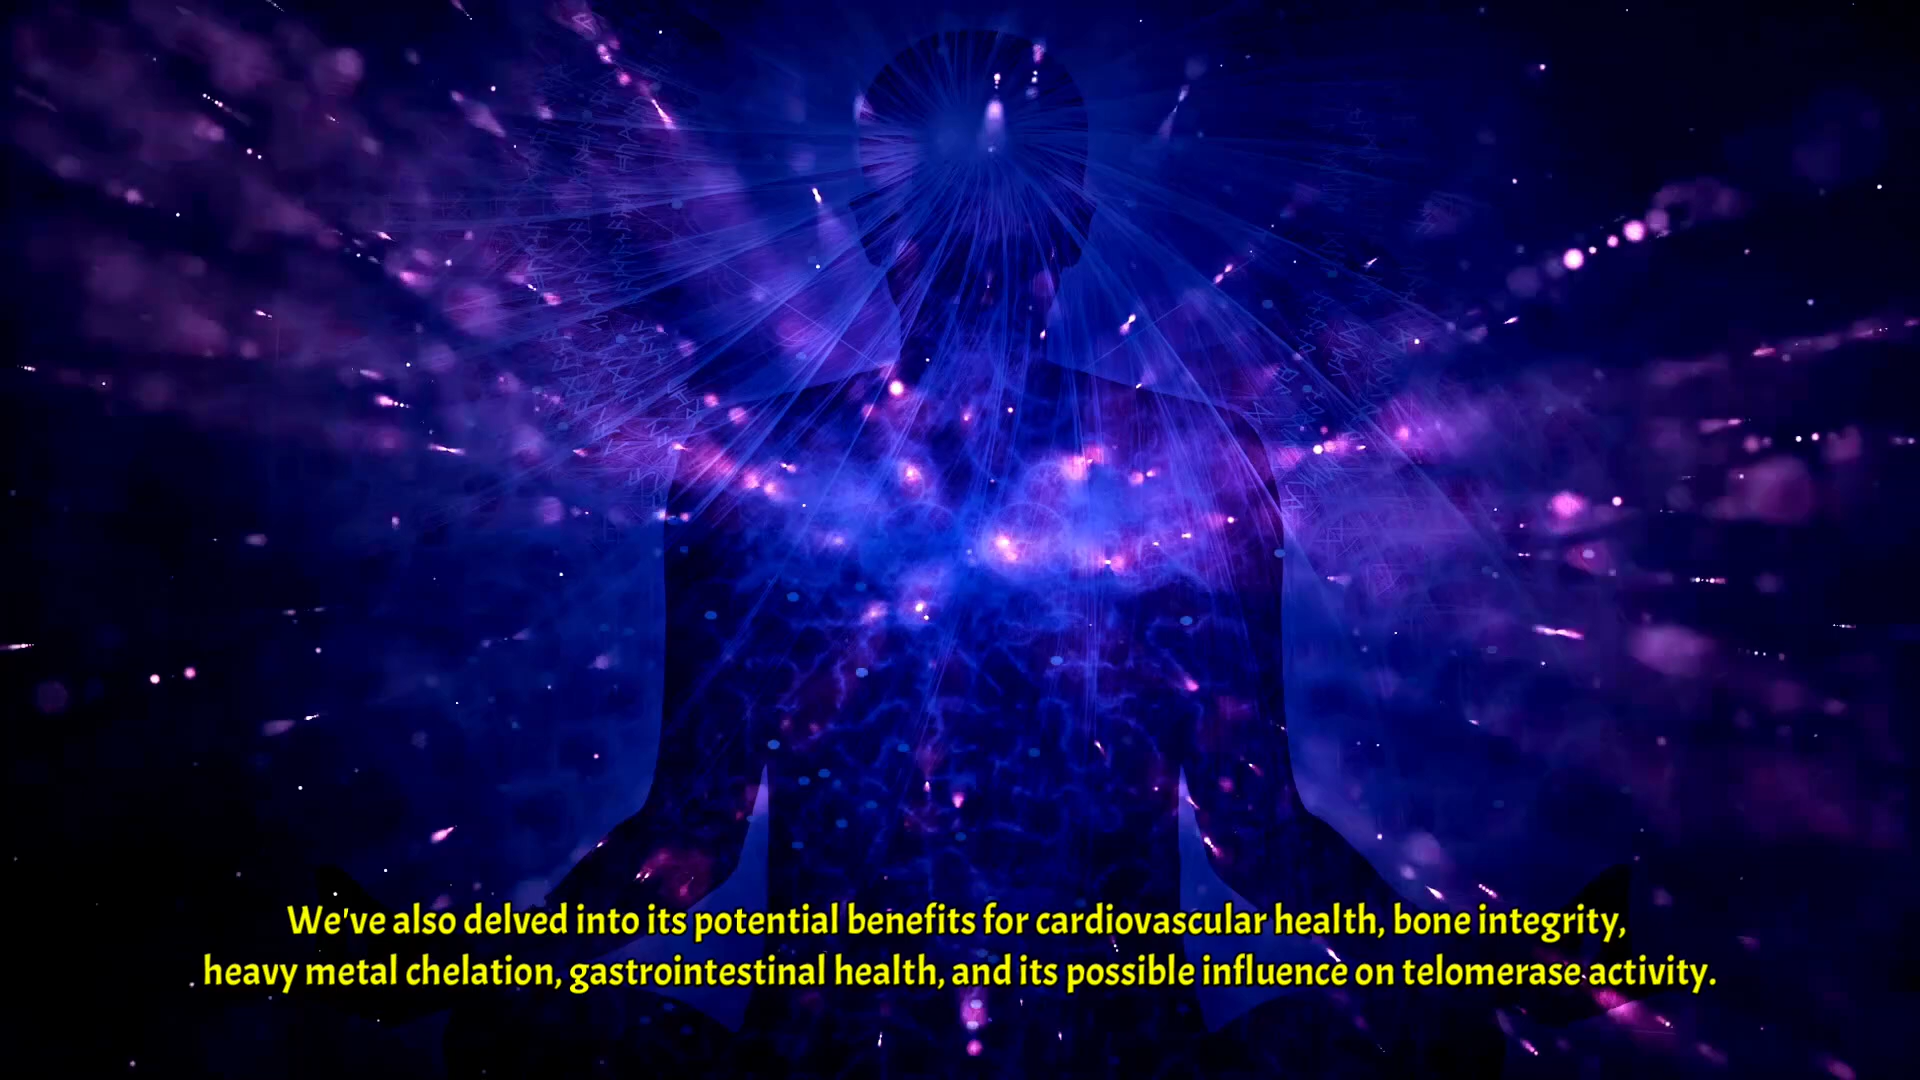 We've also delved into its potential benefits for cardiovascular health, bone integrity,
heavy metal chelation, gastrointestinal health, and its possible influence on telomerase activity.